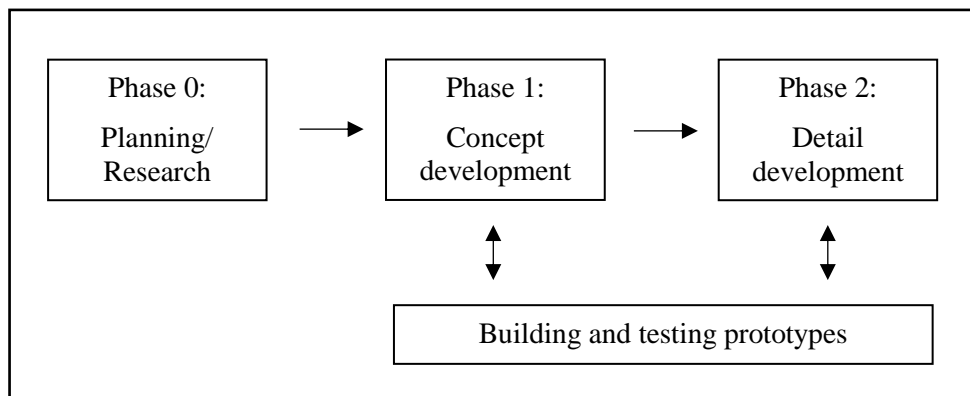 Phase 0:
Planning/
Research
Phase 1:
Concept
development
Phase 2:
Detail
development
Building and testing prototypes